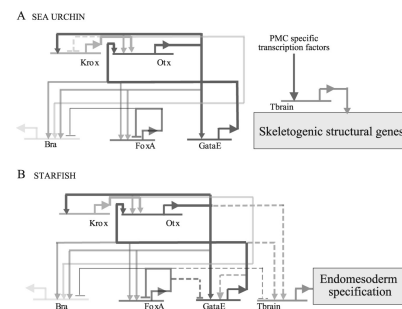 A SEA URCHIN
PMC specific
transcription factors
Krox
Otx
Tbrain
Skeletogenic structural genes
Bra
FoxA
GataE
B STARFISH
Krox
Otx
Endomesoderm
specification
Bra
FoxA
GataE
Tbrain